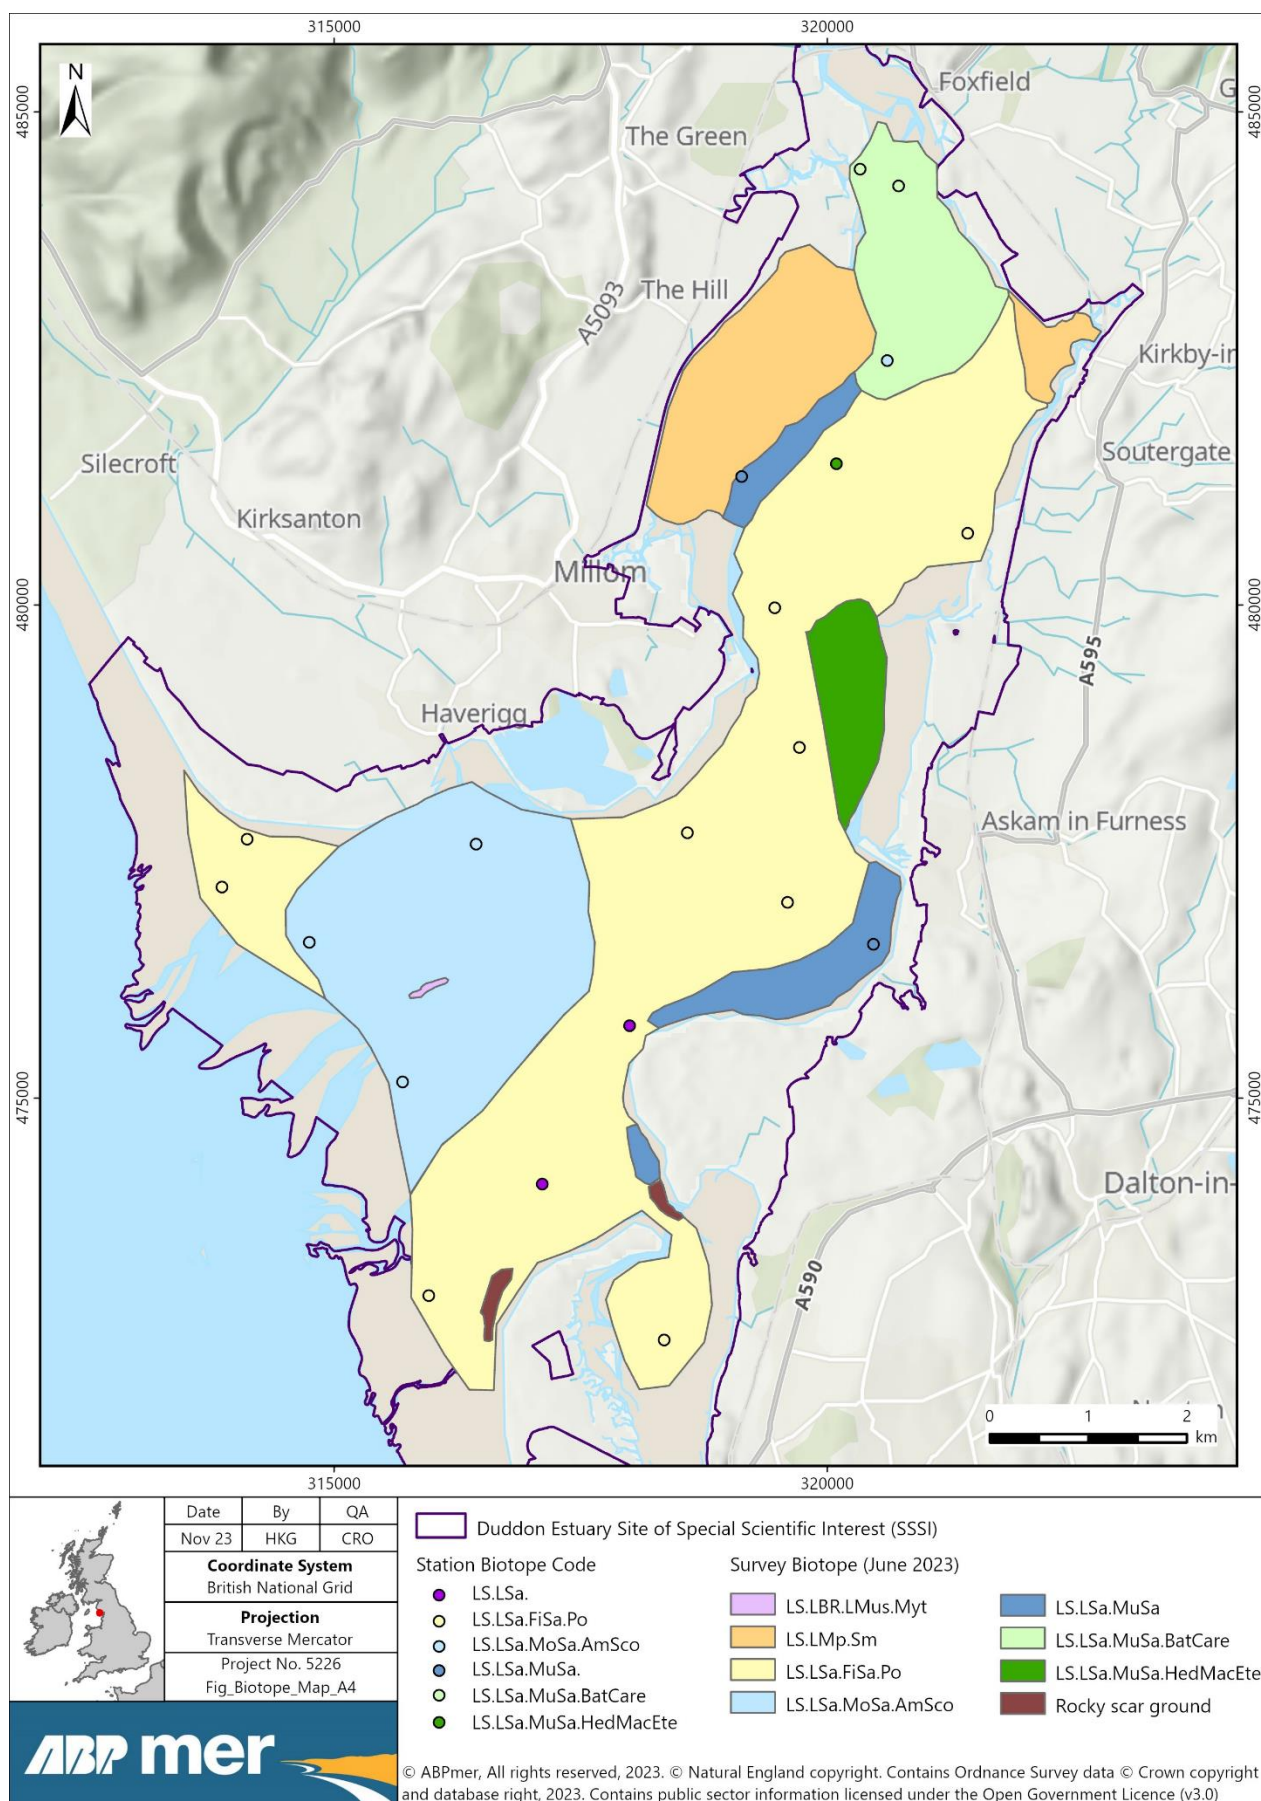 315000
320000
N
485000
485000
Foxfield
G
The Green
The Hill
A5093
Kirkby-in
Silecroft
Soutergate
Kirksanton
Millom
480000
480000
A595
Haverigg
Askam in Furness
475000
475000
Dalton-in-
A590
0 1 2
km
315000
320000
Date By QA
Nov 23 HKG CRO
Coordinate System
British National Grid
Projection
Transverse Mercator
Project No. 5226
Fig_Biotope_Map_A4
ABPmer
Duddon Estuary Site of Special Scientific Interest (SSSI)
Station Biotope Code
LS.LSa.
LS.LSa.FiSa.Po
LS.LSa.MoSa.AmSco
LS.LSa.MuSa.
LS.LSa.MuSa.BatCare
LS.LSa.MuSa.HedMacEte
Survey Biotope (June 2023)
LS.LBR.LMus.Myt
LS.LMp.Sm
LS.LSa.FiSa.Po
LS.LSa.MoSa.AmSco
LS.LSa.MuSa
LS.LSa.MuSa.BatCare
LS.LSa.MuSa.HedMacEte
Rocky scar ground
© ABPmer, All rights reserved, 2023. © Natural England copyright. Contains Ordnance Survey data © Crown copyright
and database right, 2023. Contains public sector information licensed under the Open Government Licence (v3.0)